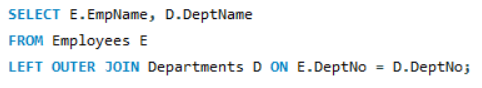 SELECT E.EmpName, D.DeptName
FROM Employees E
LEFT OUTER JOIN Departments D ON E.DeptNo = D.DeptNo;